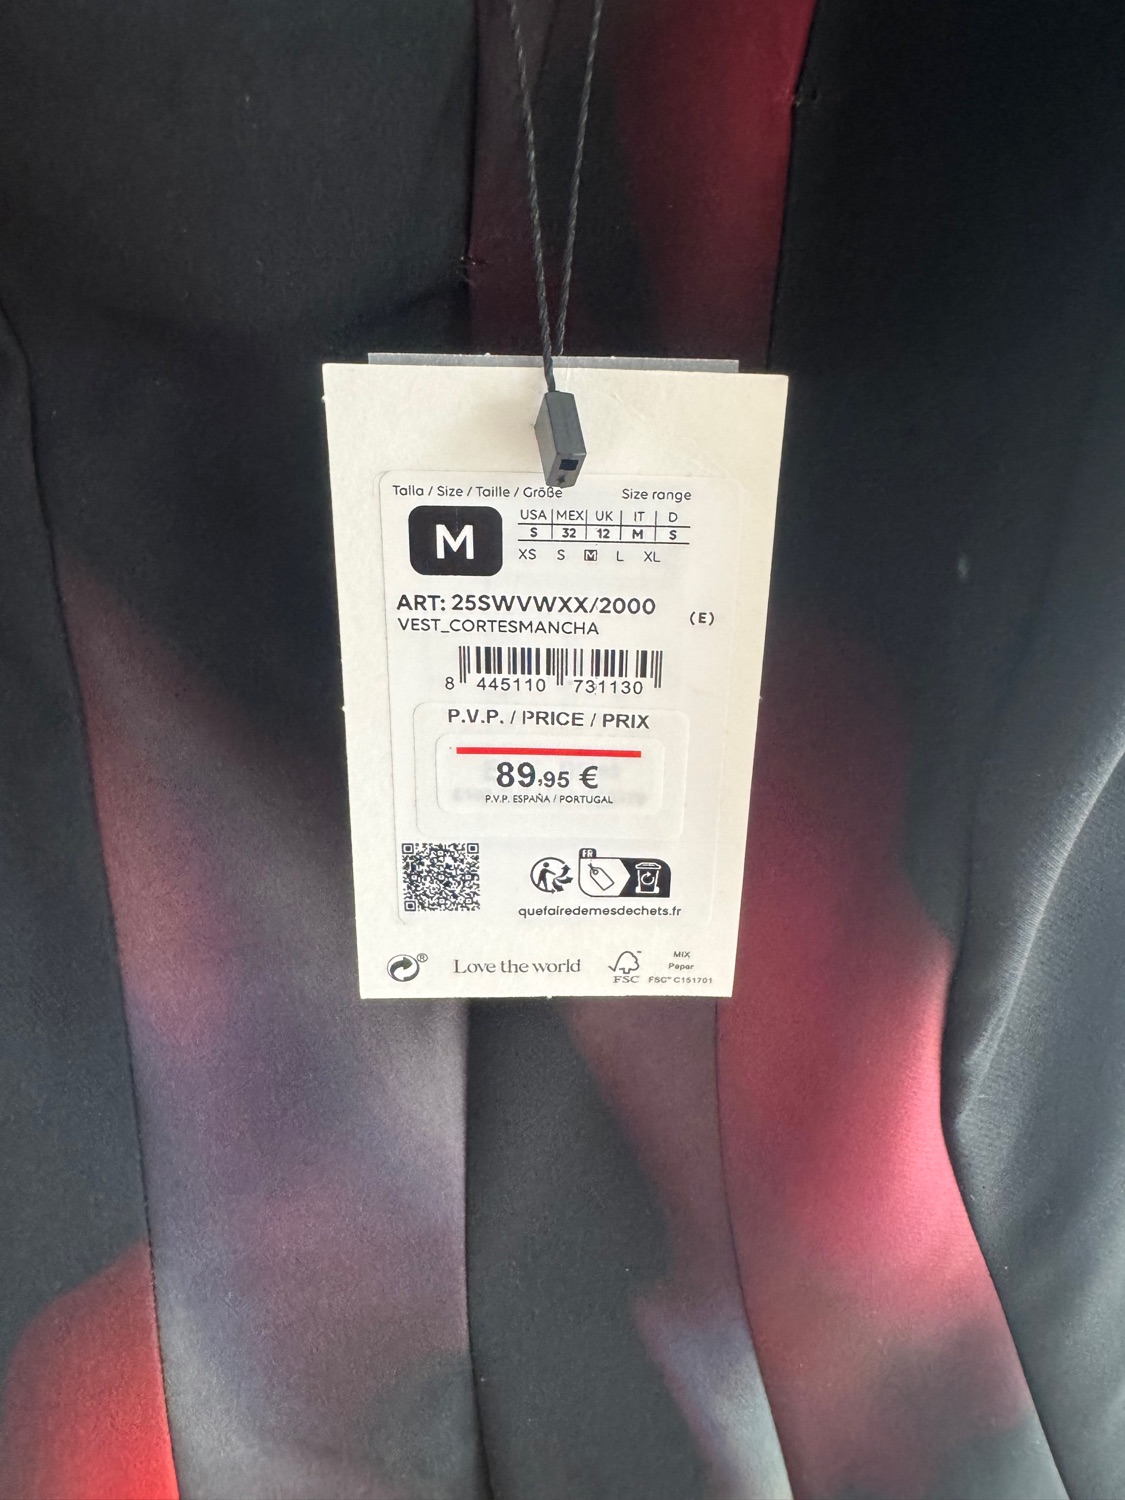 Talla / Size / Taille / Größe
Size range
M
USA | MEX | UK | IT | D
S | 32 | 12 | M | S
XS S M L XL
ART: 25SWVWXX/2000
(E)
VEST_CORTESMANCHA
8 445110 731130
P.V.P. / PRICE / PRIX
89,95 €
P.V.P. ESPAÑA / PORTUGAL
FR
quefairedemesdechets.fr
® Love the world
FSC
MIX
Paper
FSC™ C151701